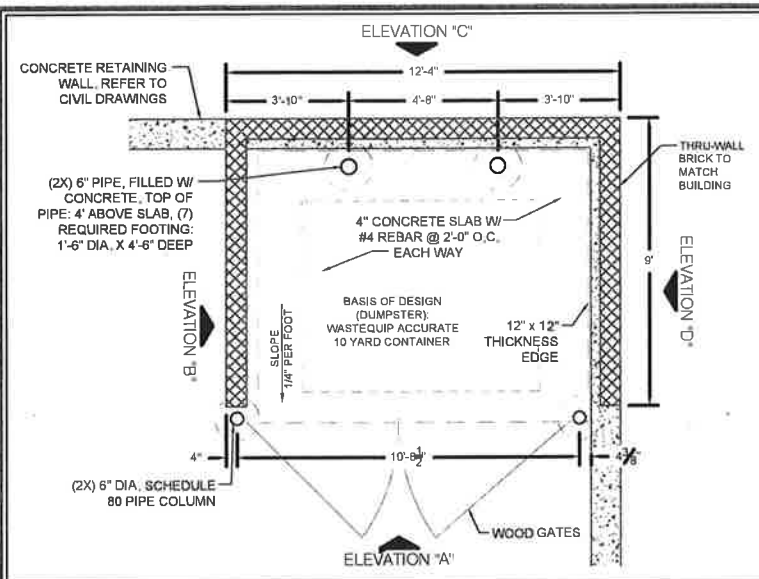 ELEVATION "C"
12'-4"
3'-10"
4'-8"
3'-10"
CONCRETE RETAINING
WALL, REFER TO
CIVIL DRAWINGS
(2X) 6" PIPE, FILLED W/
CONCRETE, TOP OF
PIPE: 4' ABOVE SLAB, (7)
REQUIRED FOOTING:
1'-6" DIA. X 4'-6" DEEP
THRU-WALL
BRICK TO
MATCH
BUILDING
4" CONCRETE SLAB W/
#4 REBAR @ 2'-0" O.C.
EACH WAY
ELEVATION "B"
ELEVATION "D"
9'
BASIS OF DESIGN
(DUMPSTER):
WASTEQUIP ACCURATE
10 YARD CONTAINER
SLOPE
1/4" PER FOOT
12" x 12"
THICKNESS
EDGE
4"
10'-8 1/2"
(2X) 6" DIA. SCHEDULE
80 PIPE COLUMN
WOOD GATES
ELEVATION "A"